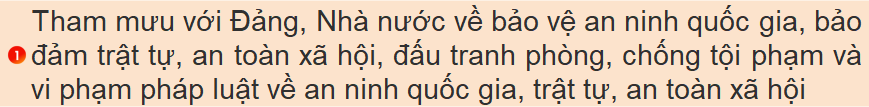 Tham mưu với Đảng, Nhà nước về bảo vệ an ninh quốc gia, bảo
1 đảm trật tự, an toàn xã hội, đấu tranh phòng, chống tội phạm và
vi phạm pháp luật về an ninh quốc gia, trật tự, an toàn xã hội